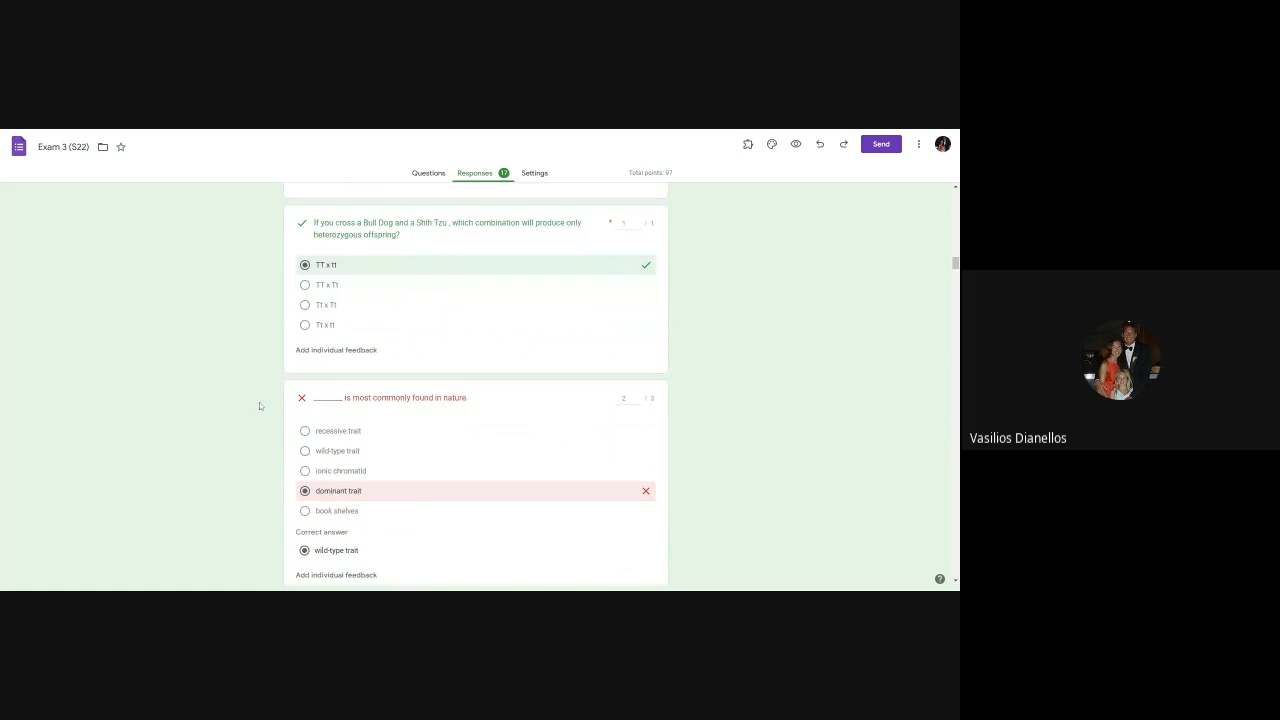 Exam 3 (S22)
Send
Questions
Responses 17
Settings
Total points: 97
If you cross a Bull Dog and a Shih Tzu , which combination will produce only * 1 / 1
heterozygous offspring?
TT x tt
TT x Tt
Tt x Tt
Tt x tt
Add individual feedback
_______ is most commonly found in nature 2 / 3
recessive trait
wild-type trait
ionic chromatid
dominant trait
book shelves
Correct answer
wild-type trait
Add individual feedback
Vasilios Dianellos